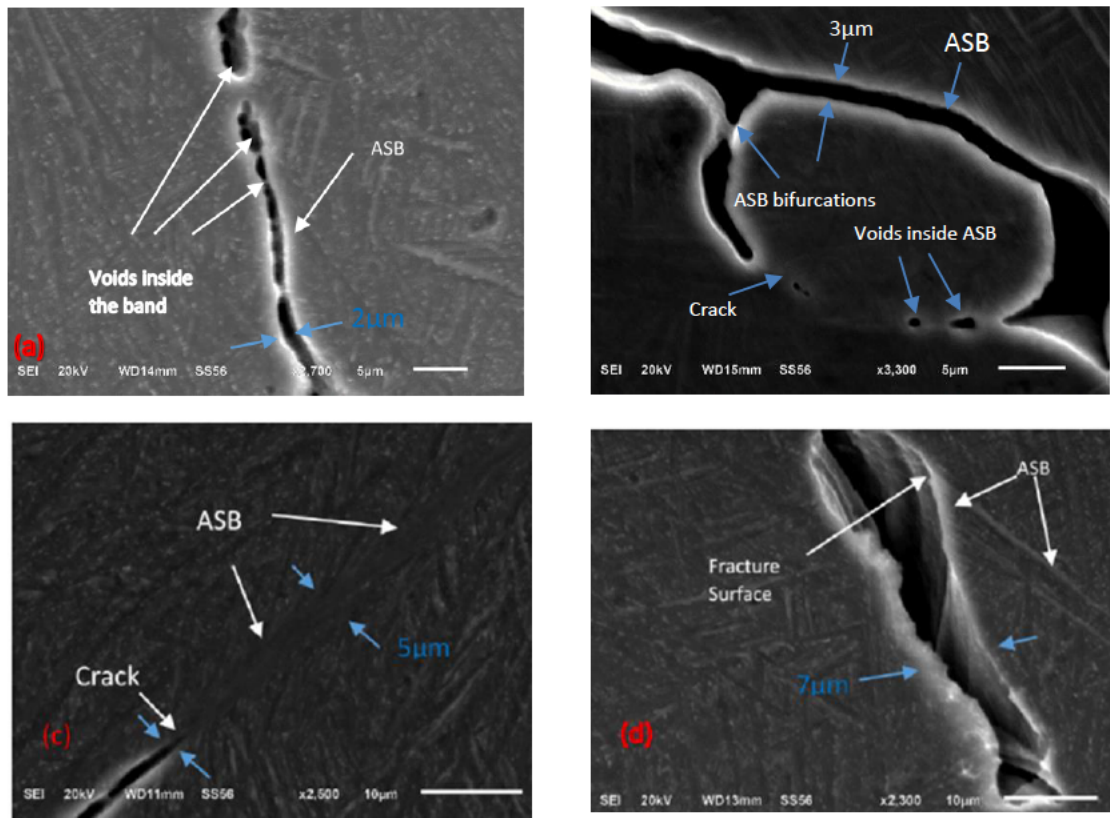 ASB
Voids inside
the band
2μm
(a)
SEI 20kV WD14mm SS56 x3,700 5μm
3μm
ASB
ASB bifurcations
Voids inside ASB
Crack
SEI 20kV WD15mm SS56 x3,300 5μm
ASB
5μm
Crack
(c)
SEI 20kV WD11mm SS56 x2,500 10μm
ASB
Fracture
Surface
7μm
(d)
SEI 20kV WD13mm SS56 x2,300 10μm